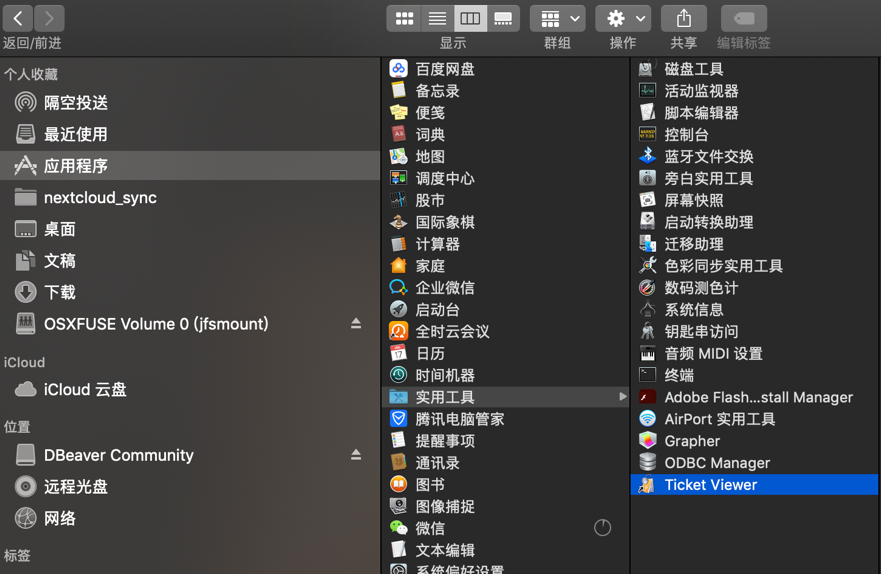 返回/前进
显示
群组
操作
共享
编辑标签
个人收藏
隔空投送
最近使用
应用程序
nextcloud_sync
桌面
文稿
下载
OSXFUSE Volume 0 (jfsmount)
iCloud
iCloud 云盘
位置
DBeaver Community
远程光盘
网络
标签
百度网盘
备忘录
便笺
词典
地图
调度中心
股市
国际象棋
计算器
家庭
企业微信
启动台
全时云会议
日历
时间机器
实用工具
腾讯电脑管家
提醒事项
通讯录
图书
图像捕捉
微信
文本编辑
系统偏好设置
磁盘工具
活动监视器
脚本编辑器
控制台
蓝牙文件交换
旁白实用工具
屏幕快照
启动转换助理
迁移助理
色彩同步实用工具
数码测色计
系统信息
钥匙串访问
音频 MIDI 设置
终端
Adobe Flash...stall Manager
AirPort 实用工具
Grapher
ODBC Manager
Ticket Viewer